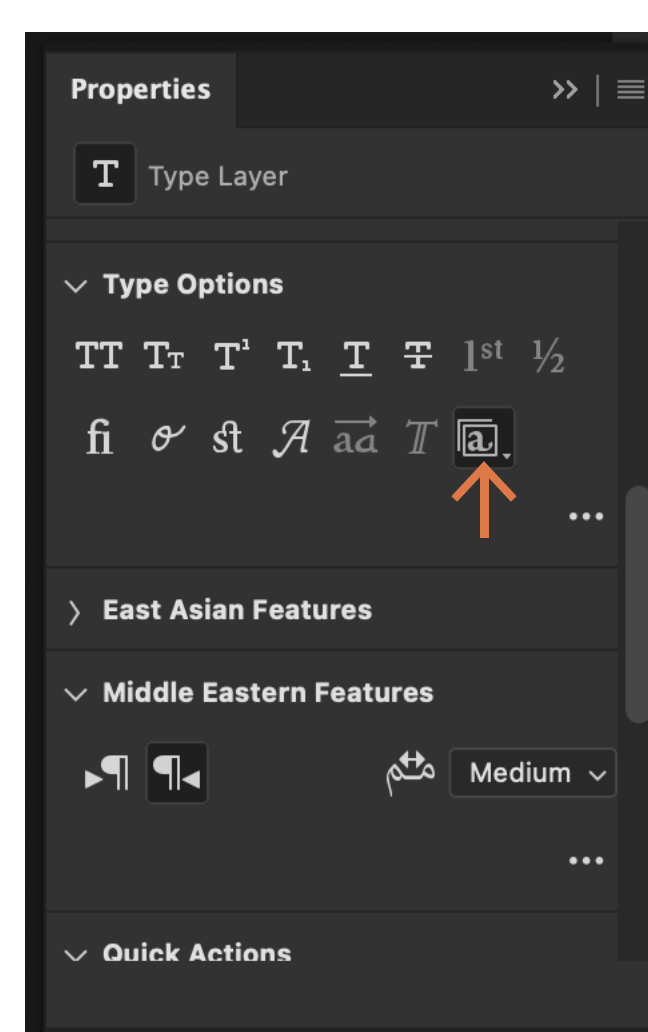 Properties
Type Layer
Type Options
TT Tт T¹ T₁ T T 1st ½
fi st A aa T a
East Asian Features
Middle Eastern Features
Medium
Quick Actions